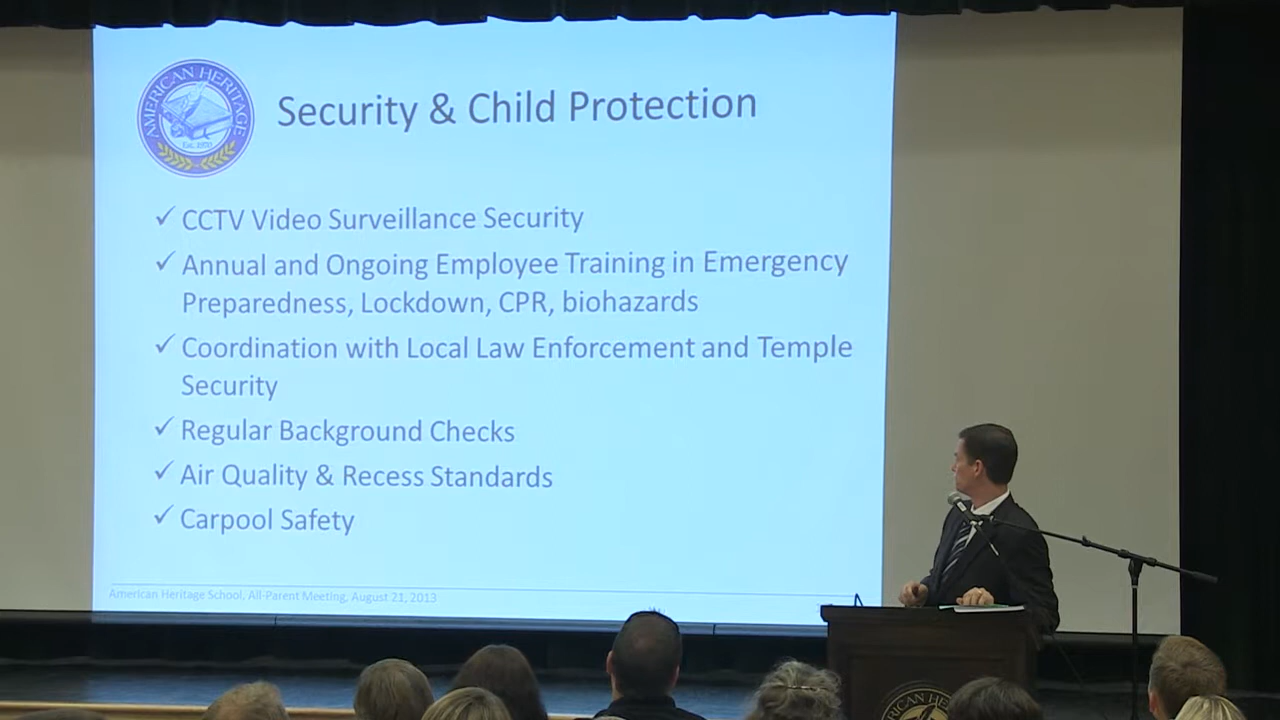 AMERICAN HERITAGE
Est. 1970
Security & Child Protection
✓ CCTV Video Surveillance Security
✓ Annual and Ongoing Employee Training in Emergency
Preparedness, Lockdown, CPR, biohazards
✓ Coordination with Local Law Enforcement and Temple
Security
✓ Regular Background Checks
✓ Air Quality & Recess Standards
✓ Carpool Safety
American Heritage School, All-Parent Meeting, August 21, 2013
AMERICAN HE